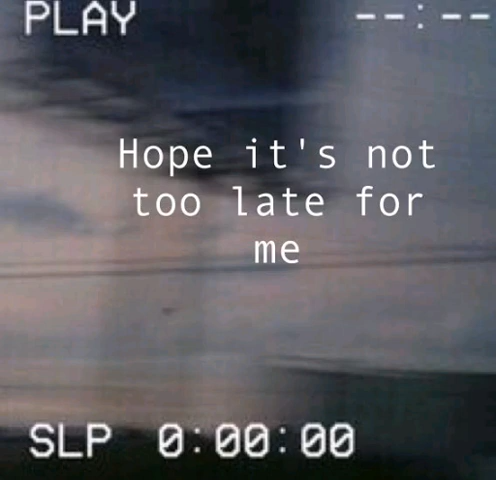 PLAY --:--
Hope it's not
too late for
me
SLP 0:00:00